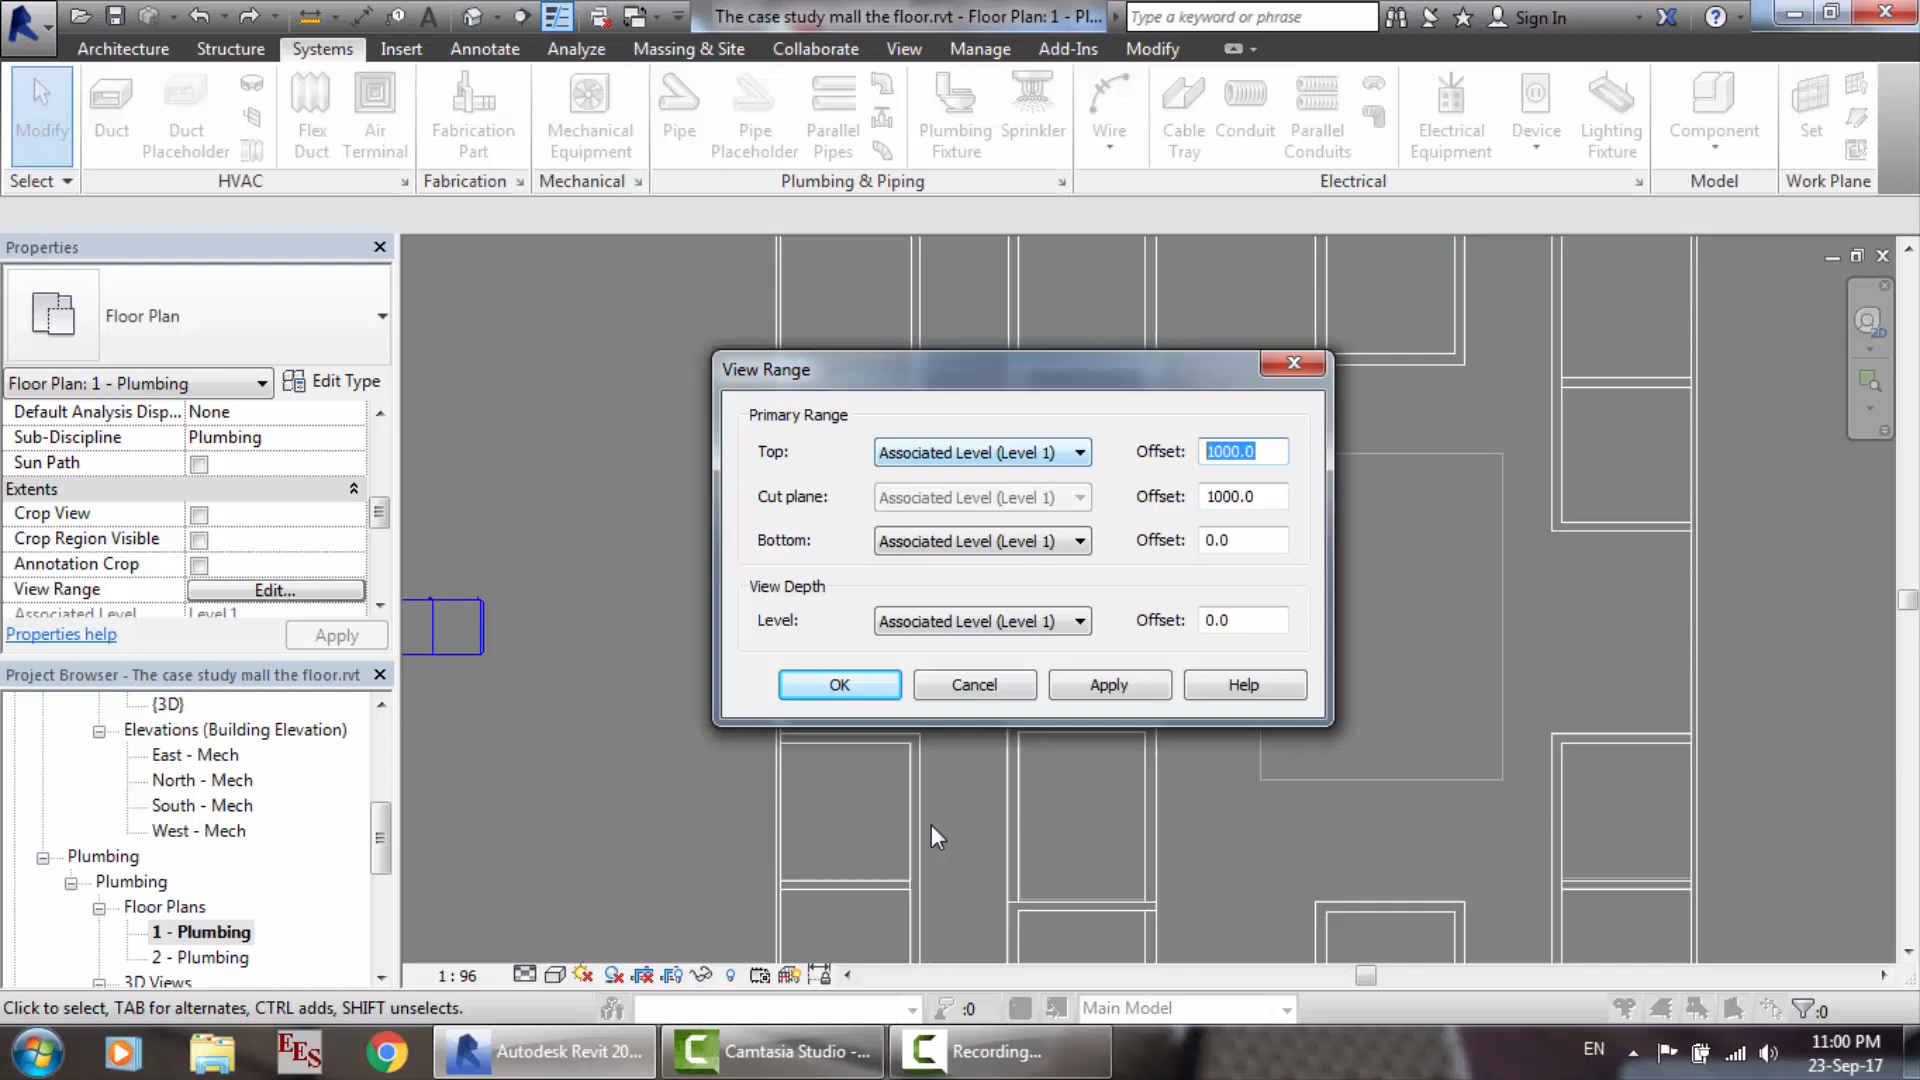 The case study mall the floor.rvt - Floor Plan: 1 - Pl...
Type a keyword or phrase
Sign In
Architecture Structure Systems Insert Annotate Analyze Massing & Site Collaborate View Manage Add-Ins Modify
Modify
Duct
Duct Placeholder
Flex Duct
Air Terminal
Fabrication Part
Mechanical Equipment
Pipe
Pipe Placeholder
Parallel Pipes
Plumbing Fixture
Sprinkler
Wire
Cable Tray
Conduit
Parallel Conduits
Electrical Equipment
Device
Lighting Fixture
Component
Set
Select HVAC Fabrication Mechanical Plumbing & Piping Electrical Model Work Plane
Properties
Floor Plan
Floor Plan: 1 - Plumbing Edit Type
Default Analysis Disp... None
Sub-Discipline Plumbing
Sun Path
Extents
Crop View
Crop Region Visible
Annotation Crop
View Range Edit...
Associated Level Level 1
Properties help Apply
Project Browser - The case study mall the floor.rvt
{3D}
Elevations (Building Elevation)
East - Mech
North - Mech
South - Mech
West - Mech
Plumbing
Plumbing
Floor Plans
1 - Plumbing
2 - Plumbing
3D Views
View Range
Primary Range
Top: Associated Level (Level 1) Offset: 1000.0
Cut plane: Associated Level (Level 1) Offset: 1000.0
Bottom: Associated Level (Level 1) Offset: 0.0
View Depth
Level: Associated Level (Level 1) Offset: 0.0
OK Cancel Apply Help
2D
1 : 96
Click to select, TAB for alternates, CTRL adds, SHIFT unselects.
:0
Main Model
:0
EES
Autodesk Revit 20...
Camtasia Studio -...
Recording...
EN
11:00 PM
23-Sep-17